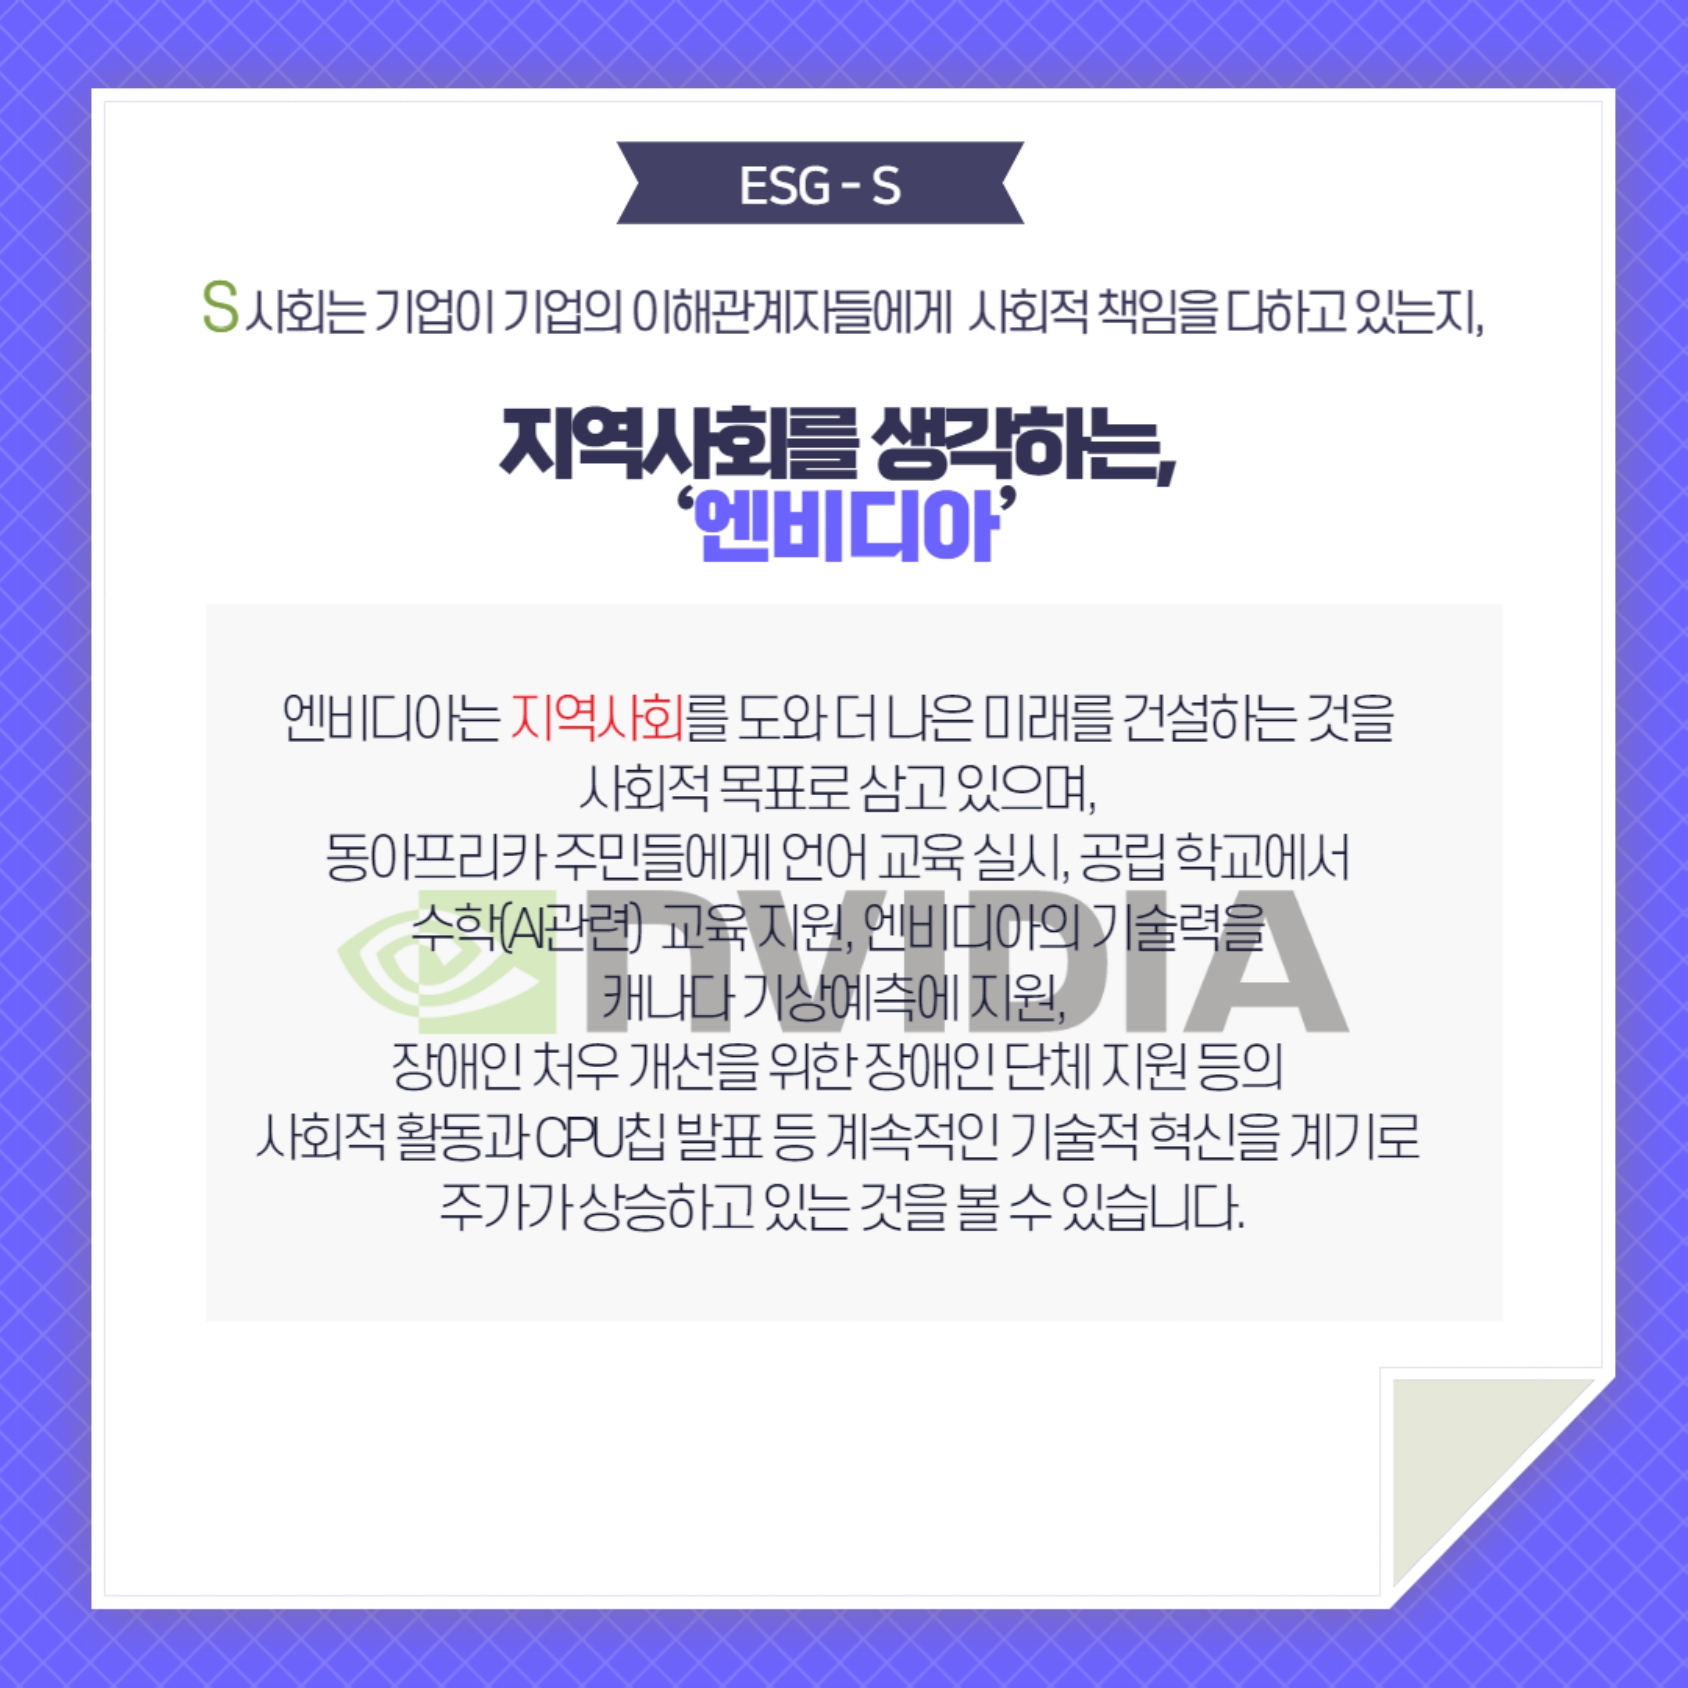 ESG - S
S 사회는 기업이 기업의 이해관계자들에게 사회적 책임을 다하고 있는지,
지역사회를 생각하는,
‘엔비디아’
엔비디아는 지역사회를 도와 더 나은 미래를 건설하는 것을
사회적 목표로 삼고 있으며,
동아프리카 주민들에게 언어 교육 실시, 공립 학교에서
수학(AI관련) 교육 지원, 엔비디아의 기술력을
캐나다 기상예측에 지원,
장애인 처우 개선을 위한 장애인 단체 지원 등의
사회적 활동과 CPU칩 발표 등 계속적인 기술적 혁신을 계기로
주가가 상승하고 있는 것을 볼 수 있습니다.
NVIDIA